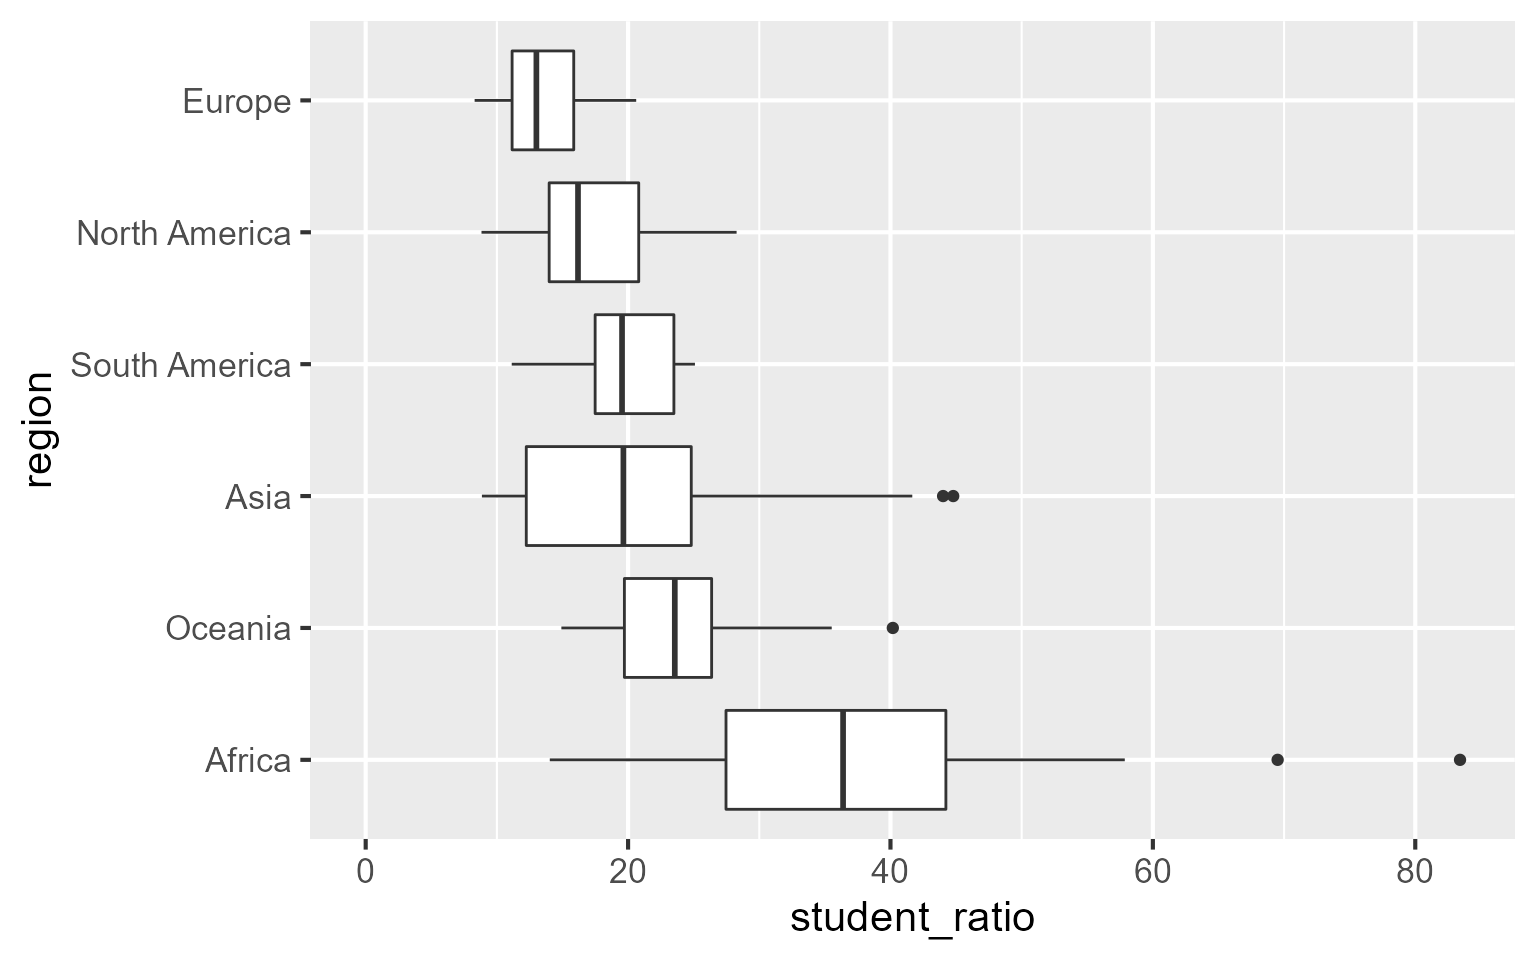 Europe
North America
South America
Asia
Oceania
Africa
region
0 20 40 60 80
student_ratio